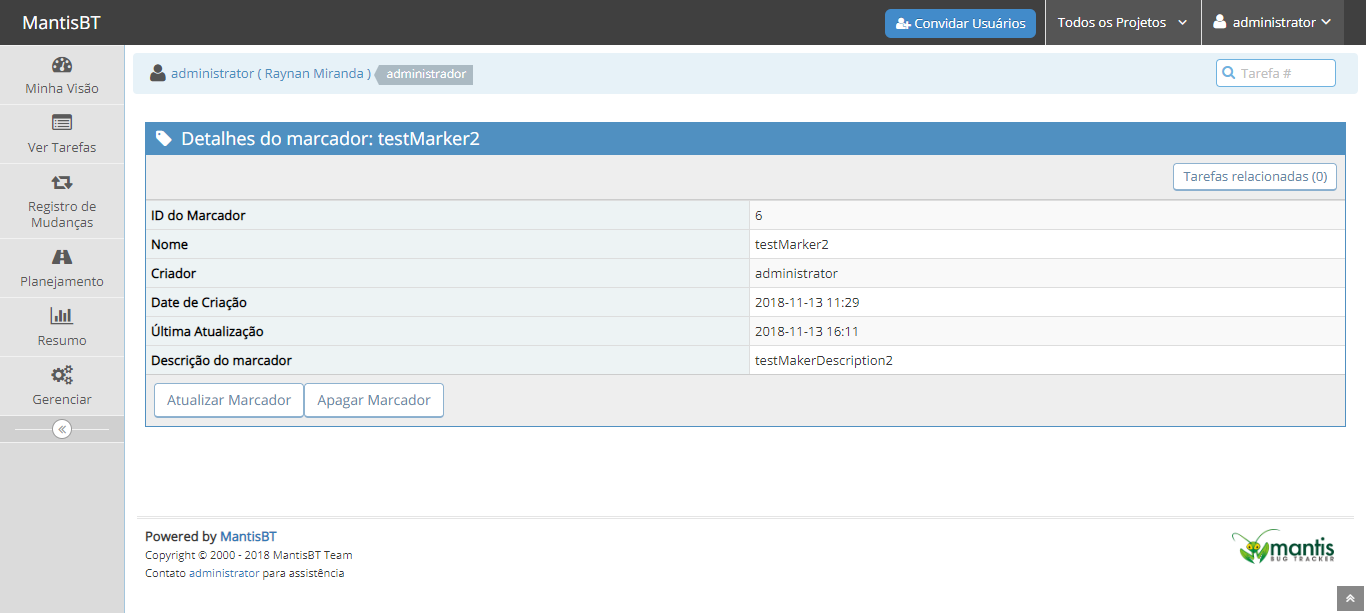 MantisBT
Convidar Usuários
Todos os Projetos
administrator
Minha Visão
Ver Tarefas
Registro de
Mudanças
Planejamento
Resumo
Gerenciar
administrator ( Raynan Miranda ) administrador
Tarefa #
Detalhes do marcador: testMarker2
Tarefas relacionadas (0)
ID do Marcador 6
Nome testMarker2
Criador administrator
Date de Criação 2018-11-13 11:29
Última Atualização 2018-11-13 16:11
Descrição do marcador testMakerDescription2
Atualizar Marcador Apagar Marcador
Powered by MantisBT
Copyright © 2000 - 2018 MantisBT Team
Contato administrator para assistência
mantis
BUG TRACKER